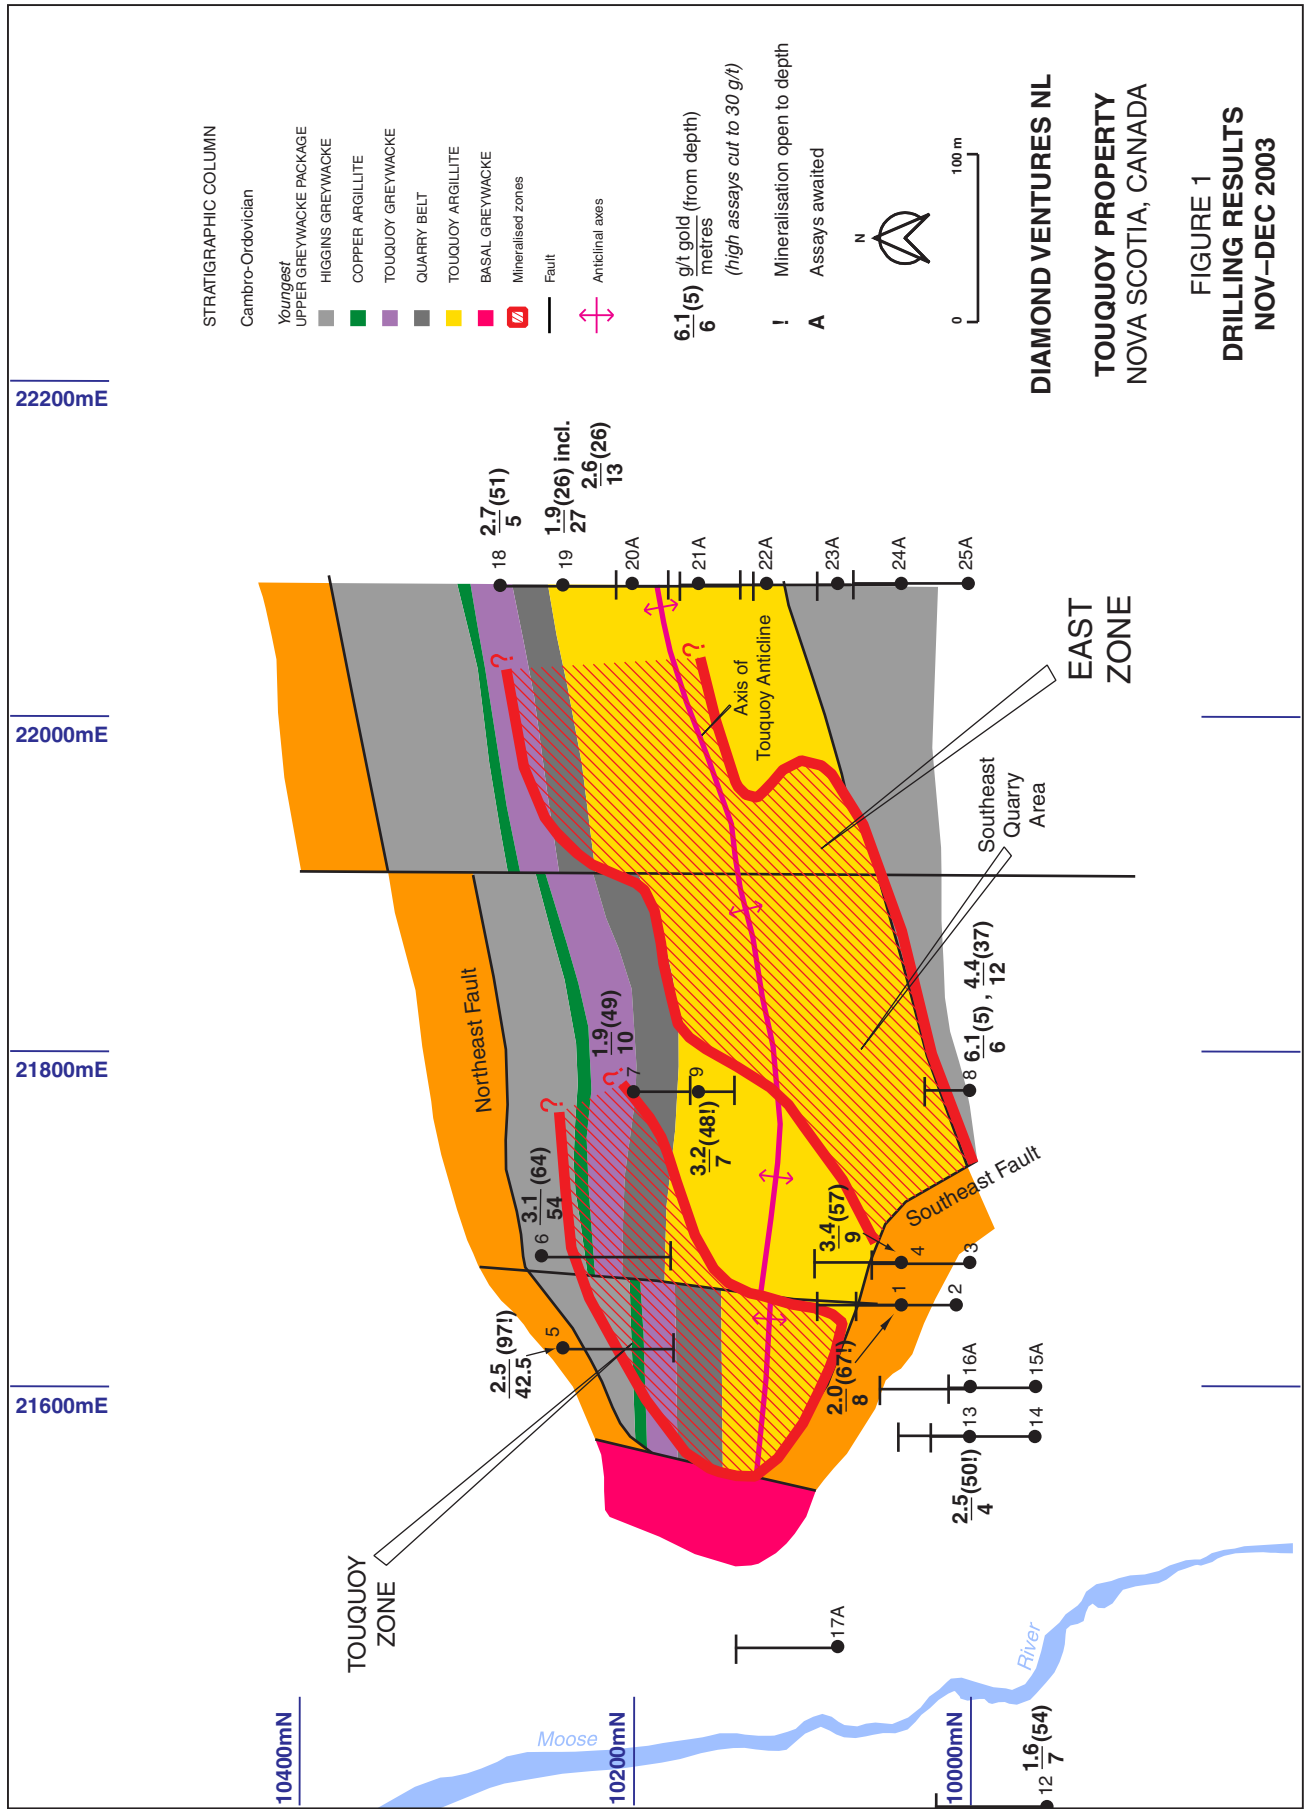 STRATIGRAPHIC COLUMN
Cambro-Ordovician
Youngest
UPPER GREYWACKE PACKAGE
HIGGINS GREYWACKE
COPPER ARGILLITE
TOUQUOY GREYWACKE
QUARRY BELT
TOUQUOY ARGILLITE
BASAL GREYWACKE
Mineralised zones
Fault
Anticlinal axes
6.1(5) g/t gold (from depth)
6 metres
(high assays cut to 30 g/t)
! Mineralisation open to depth
A Assays awaited
N
0 100 m
DIAMOND VENTURES NL
TOUQUOY PROPERTY
NOVA SCOTIA, CANADA
FIGURE 1
DRILLING RESULTS
NOV–DEC 2003
22200mE
22000mE
21800mE
21600mE
10400mN
10200mN
10000mN
2.7(51)
5
18
1.9(26) incl.
27
2.6(26)
13
19
20A
21A
22A
23A
24A
25A
?
?
Axis of
Touquoy Anticline
EAST
ZONE
Southeast
Quarry
Area
Northeast Fault
1.9(49)
10
?
7
9
3.2(48!)
7
6.1(5) , 4.4(37)
6 12
8
?
3.1(64)
54
6
3.4(57)
9
4
3
Southeast Fault
1
2
2.0(67!)
8
2.5(97!)
42.5
5
16A
15A
13
14
2.5(50!)
4
TOUQUOY
ZONE
17A
Moose
River
12
1.6(54)
7